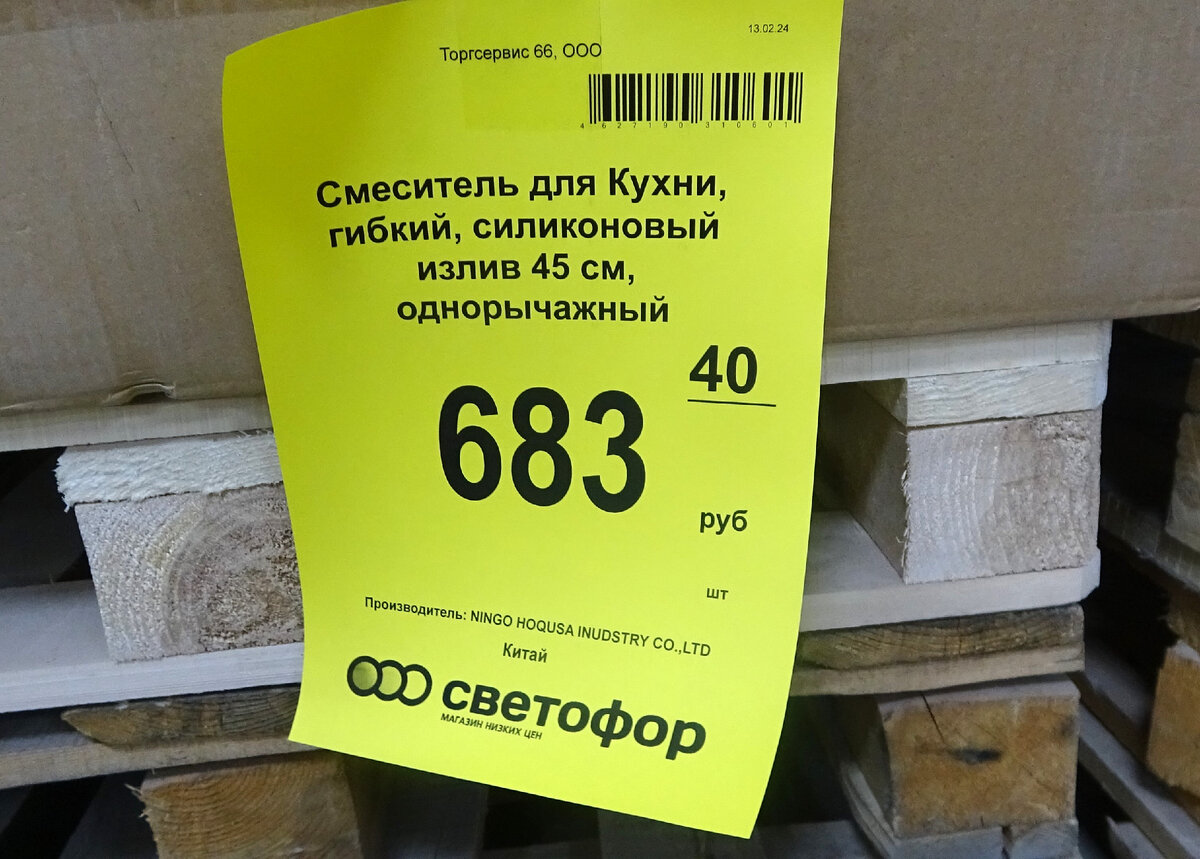 13.02.24
Торгсервис 66, ООО
4627190310601
Смеситель для Кухни,
гибкий, силиконовый
излив 45 см,
однорычажный
683 40
руб
шт
Производитель: NINGO HOQUSA INUDSTRY CO.,LTD
Китай
светофор
МАГАЗИН НИЗКИХ ЦЕН